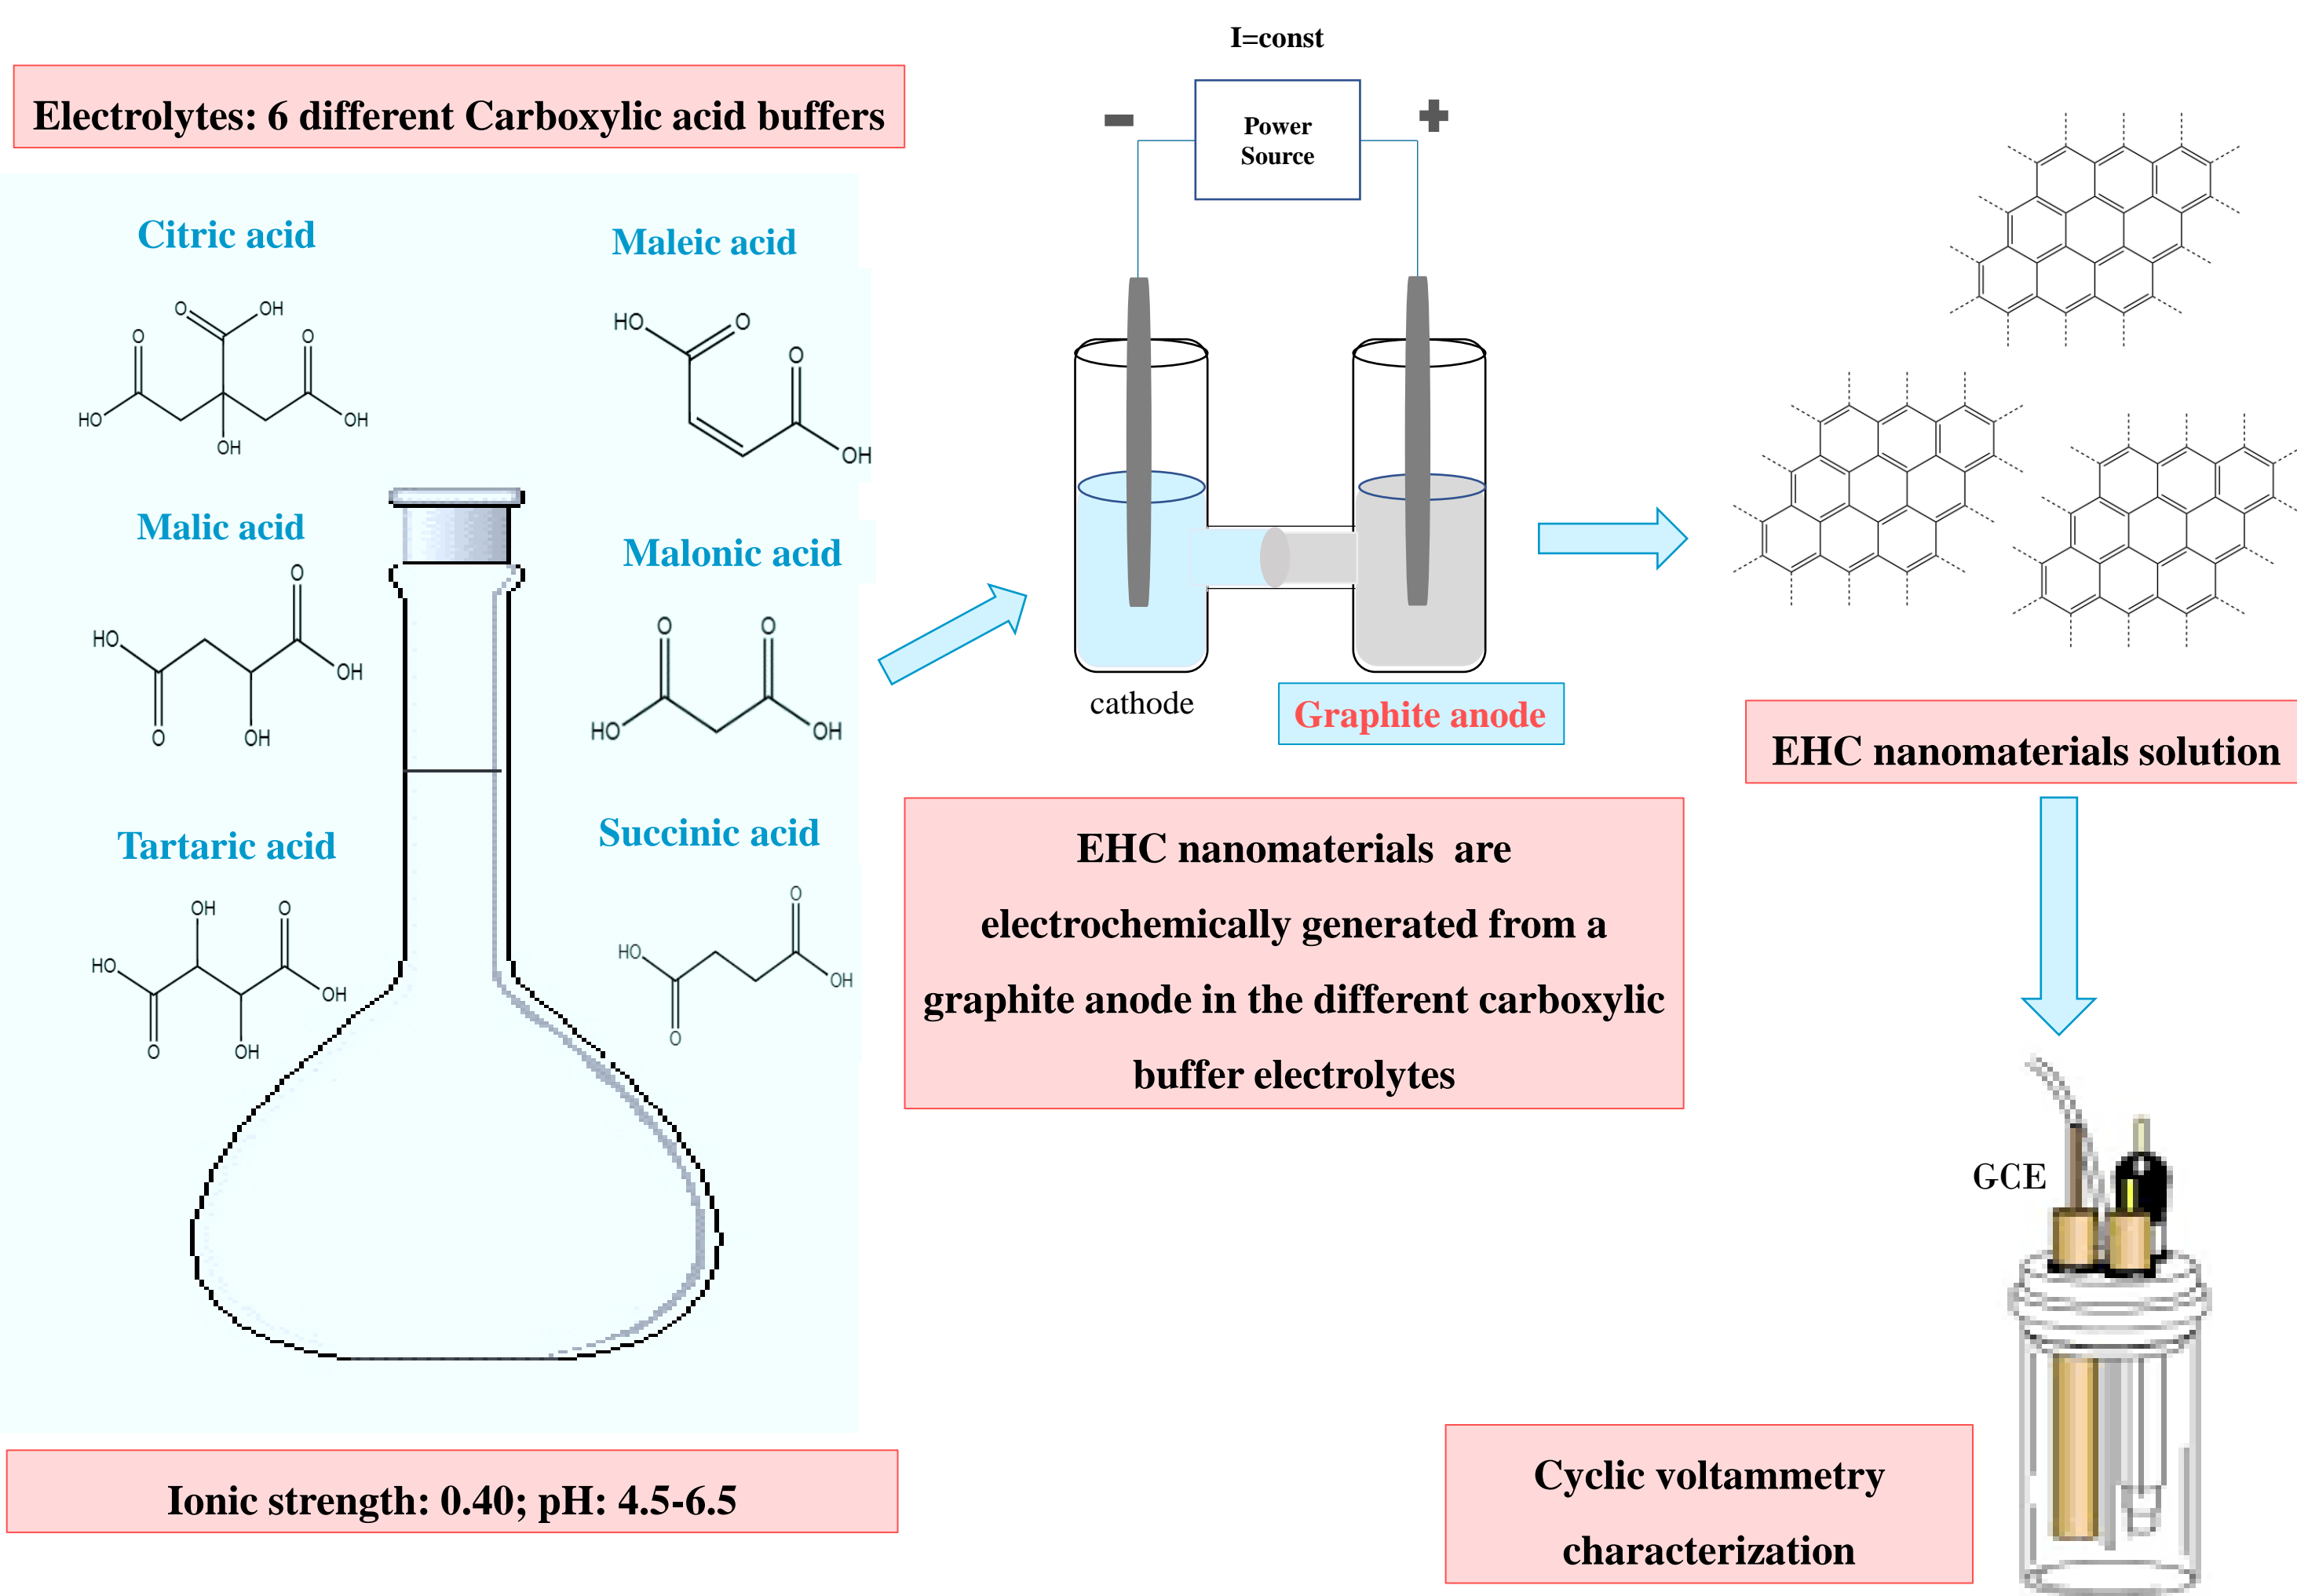 I=const
Electrolytes: 6 different Carboxylic acid buffers
Power
Source
Citric acid
O
OH
O
O
HO
OH
OH
Maleic acid
HO
O
O
OH
Malic acid
O
HO
OH
O
OH
Malonic acid
O
O
HO
OH
Tartaric acid
OH
O
HO
OH
O
OH
Succinic acid
O
HO
OH
O
cathode
Graphite anode
EHC nanomaterials are
electrochemically generated from a
graphite anode in the different carboxylic
buffer electrolytes
EHC nanomaterials solution
GCE
Ionic strength: 0.40; pH: 4.5-6.5
Cyclic voltammetry
characterization